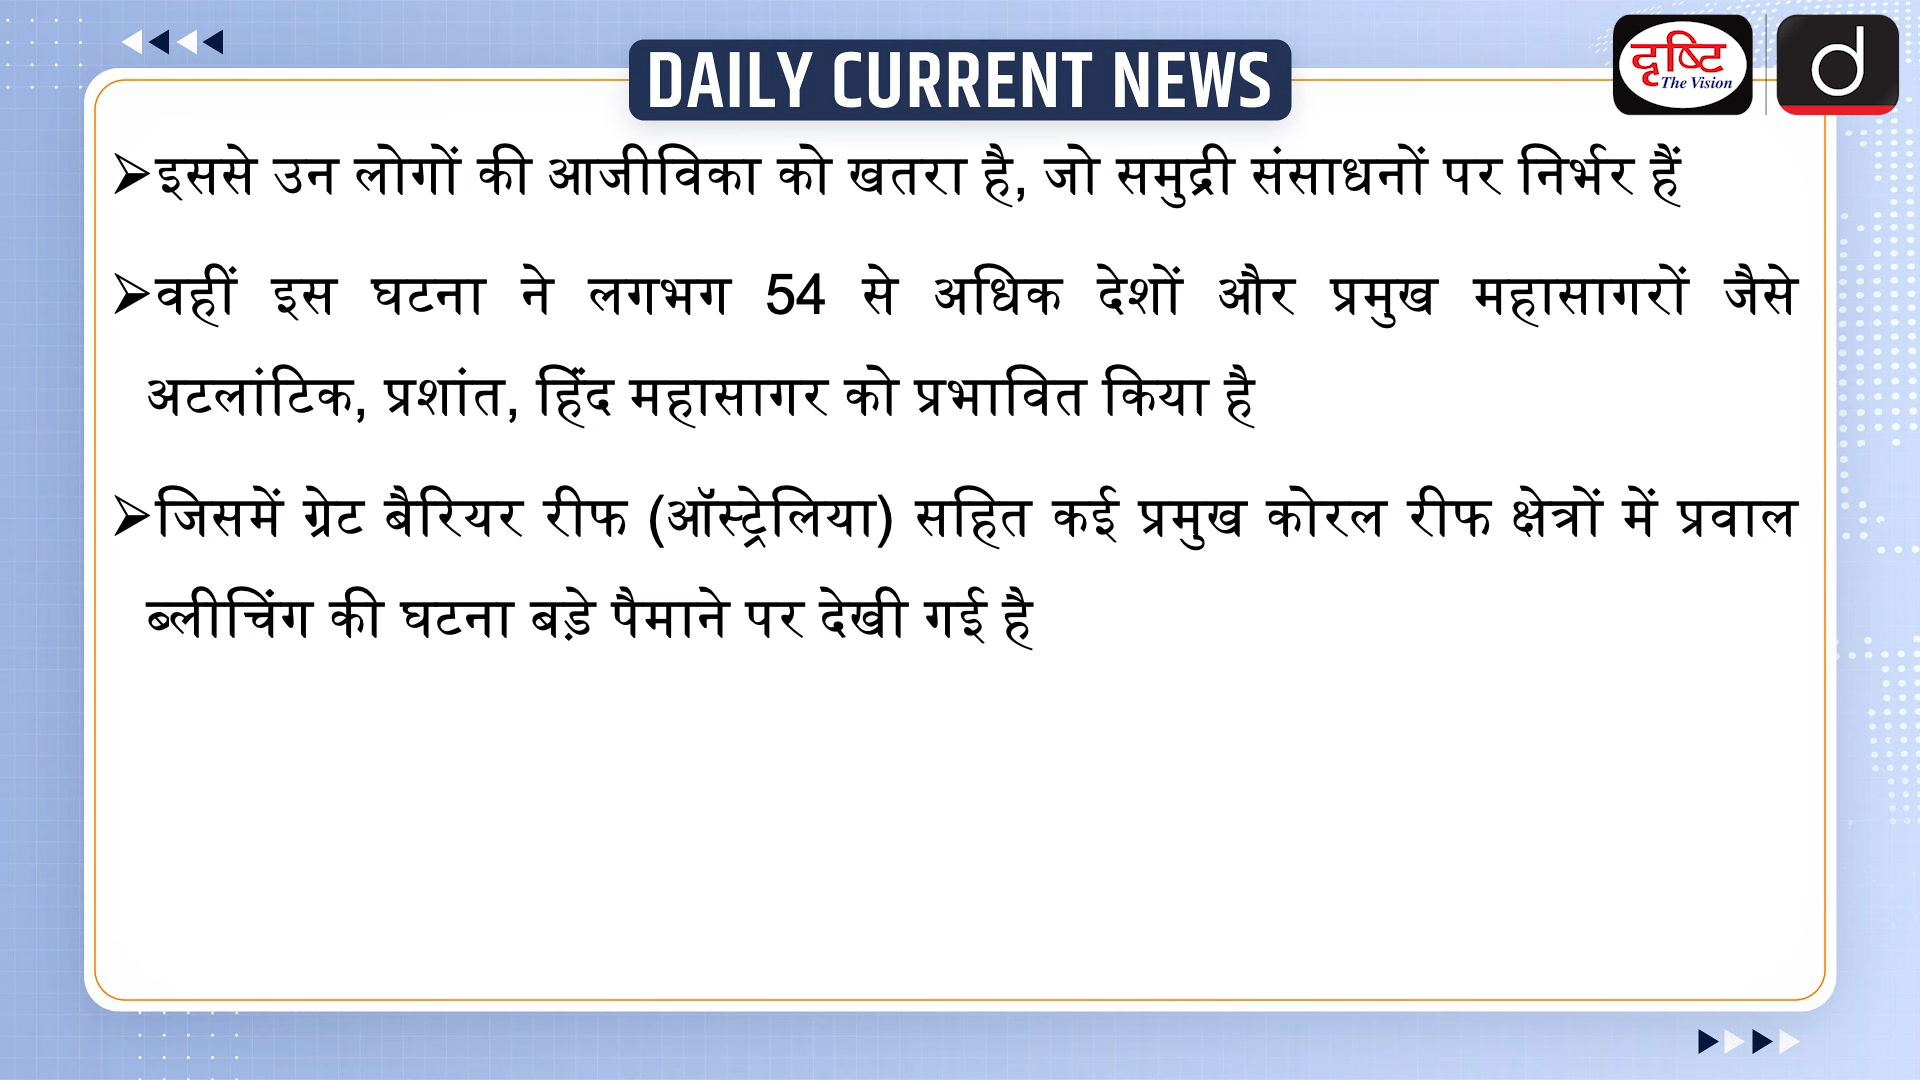 DAILY CURRENT NEWS
दृष्टि
The Vision
d
➢इससे उन लोगों की आजीविका को खतरा है, जो समुद्री संसाधनों पर निर्भर हैं
➢वहीं इस घटना ने लगभग 54 से अधिक देशों और प्रमुख महासागरों जैसे
अटलांटिक, प्रशांत, हिंद महासागर को प्रभावित किया है
➢जिसमें ग्रेट बैरियर रीफ (ऑस्ट्रेलिया) सहित कई प्रमुख कोरल रीफ क्षेत्रों में प्रवाल
ब्लीचिंग की घटना बड़े पैमाने पर देखी गई है